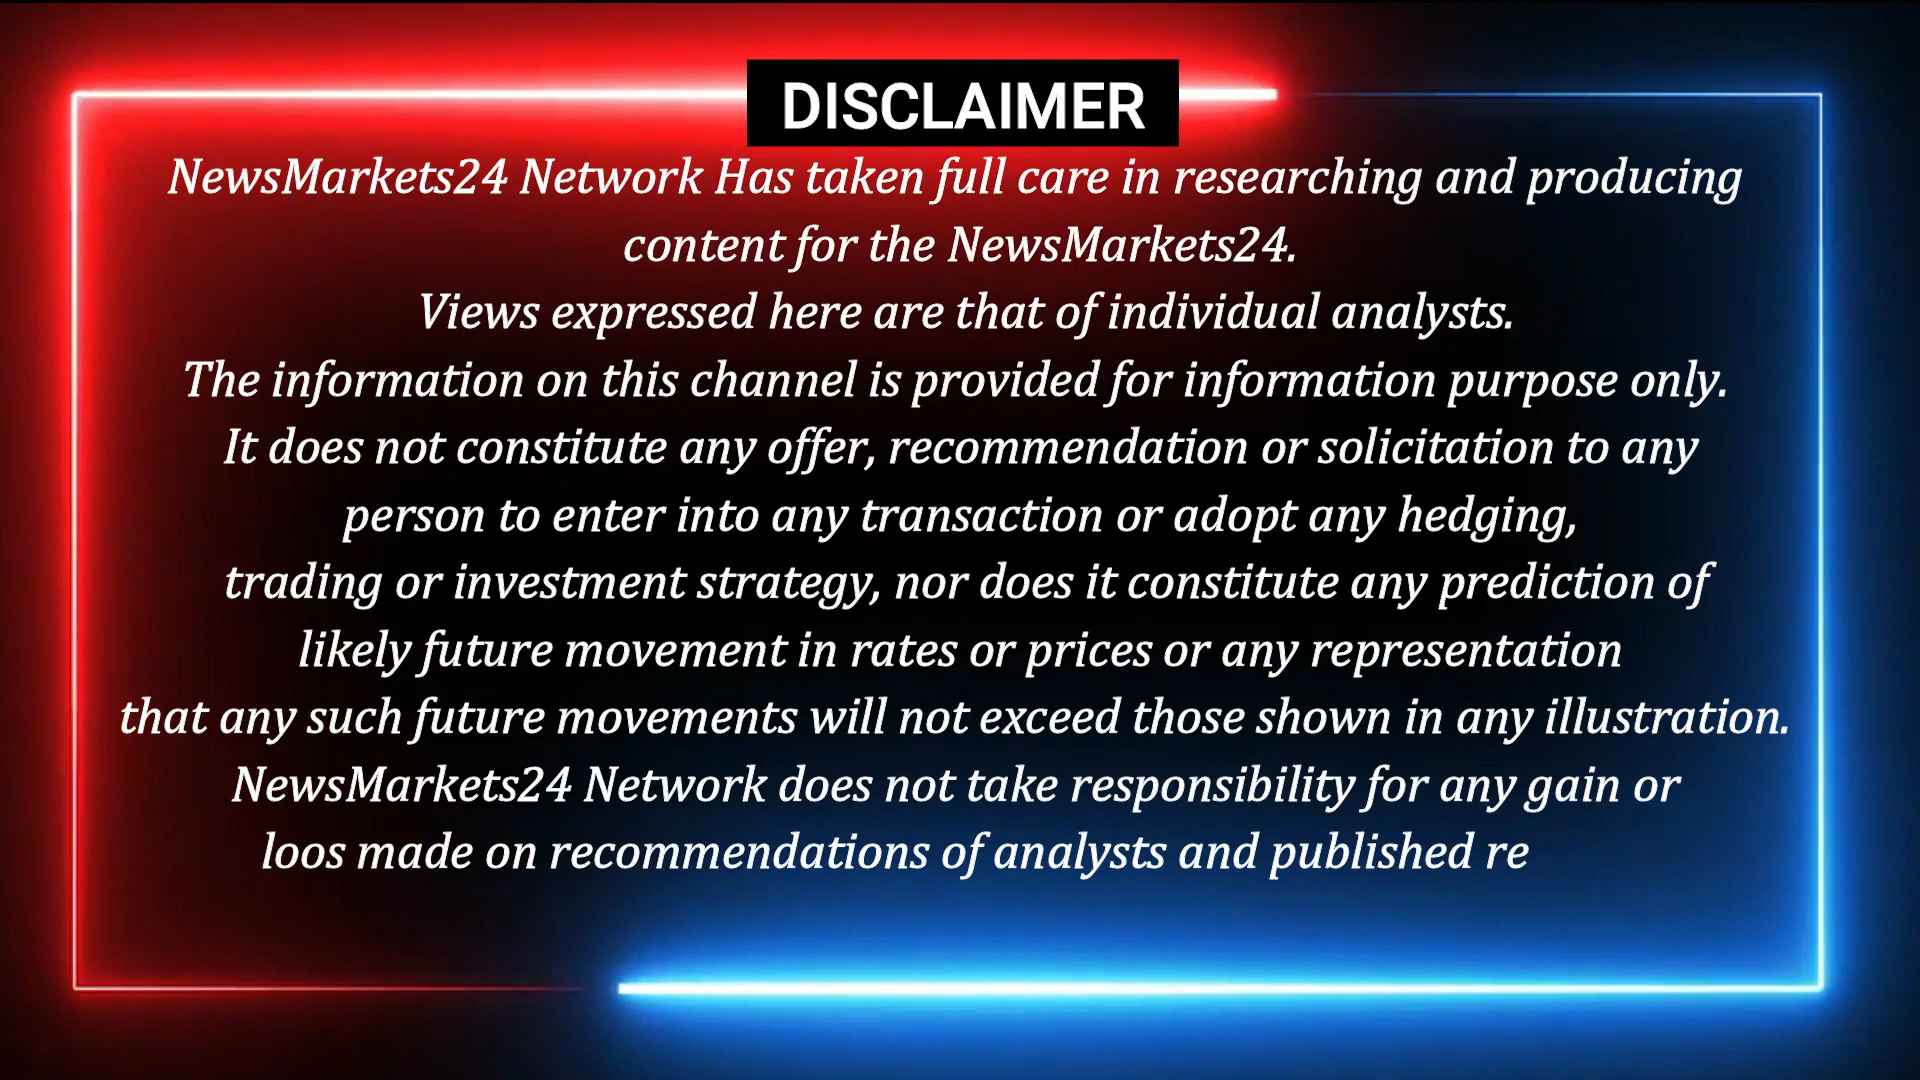 DISCLAIMER
NewsMarkets24 Network Has taken full care in researching and producing
content for the NewsMarkets24.
Views expressed here are that of individual analysts.
The information on this channel is provided for information purpose only.
It does not constitute any offer, recommendation or solicitation to any
person to enter into any transaction or adopt any hedging,
trading or investment strategy, nor does it constitute any prediction of
likely future movement in rates or prices or any representation
that any such future movements will not exceed those shown in any illustration.
NewsMarkets24 Network does not take responsibility for any gain or
loos made on recommendations of analysts and published re